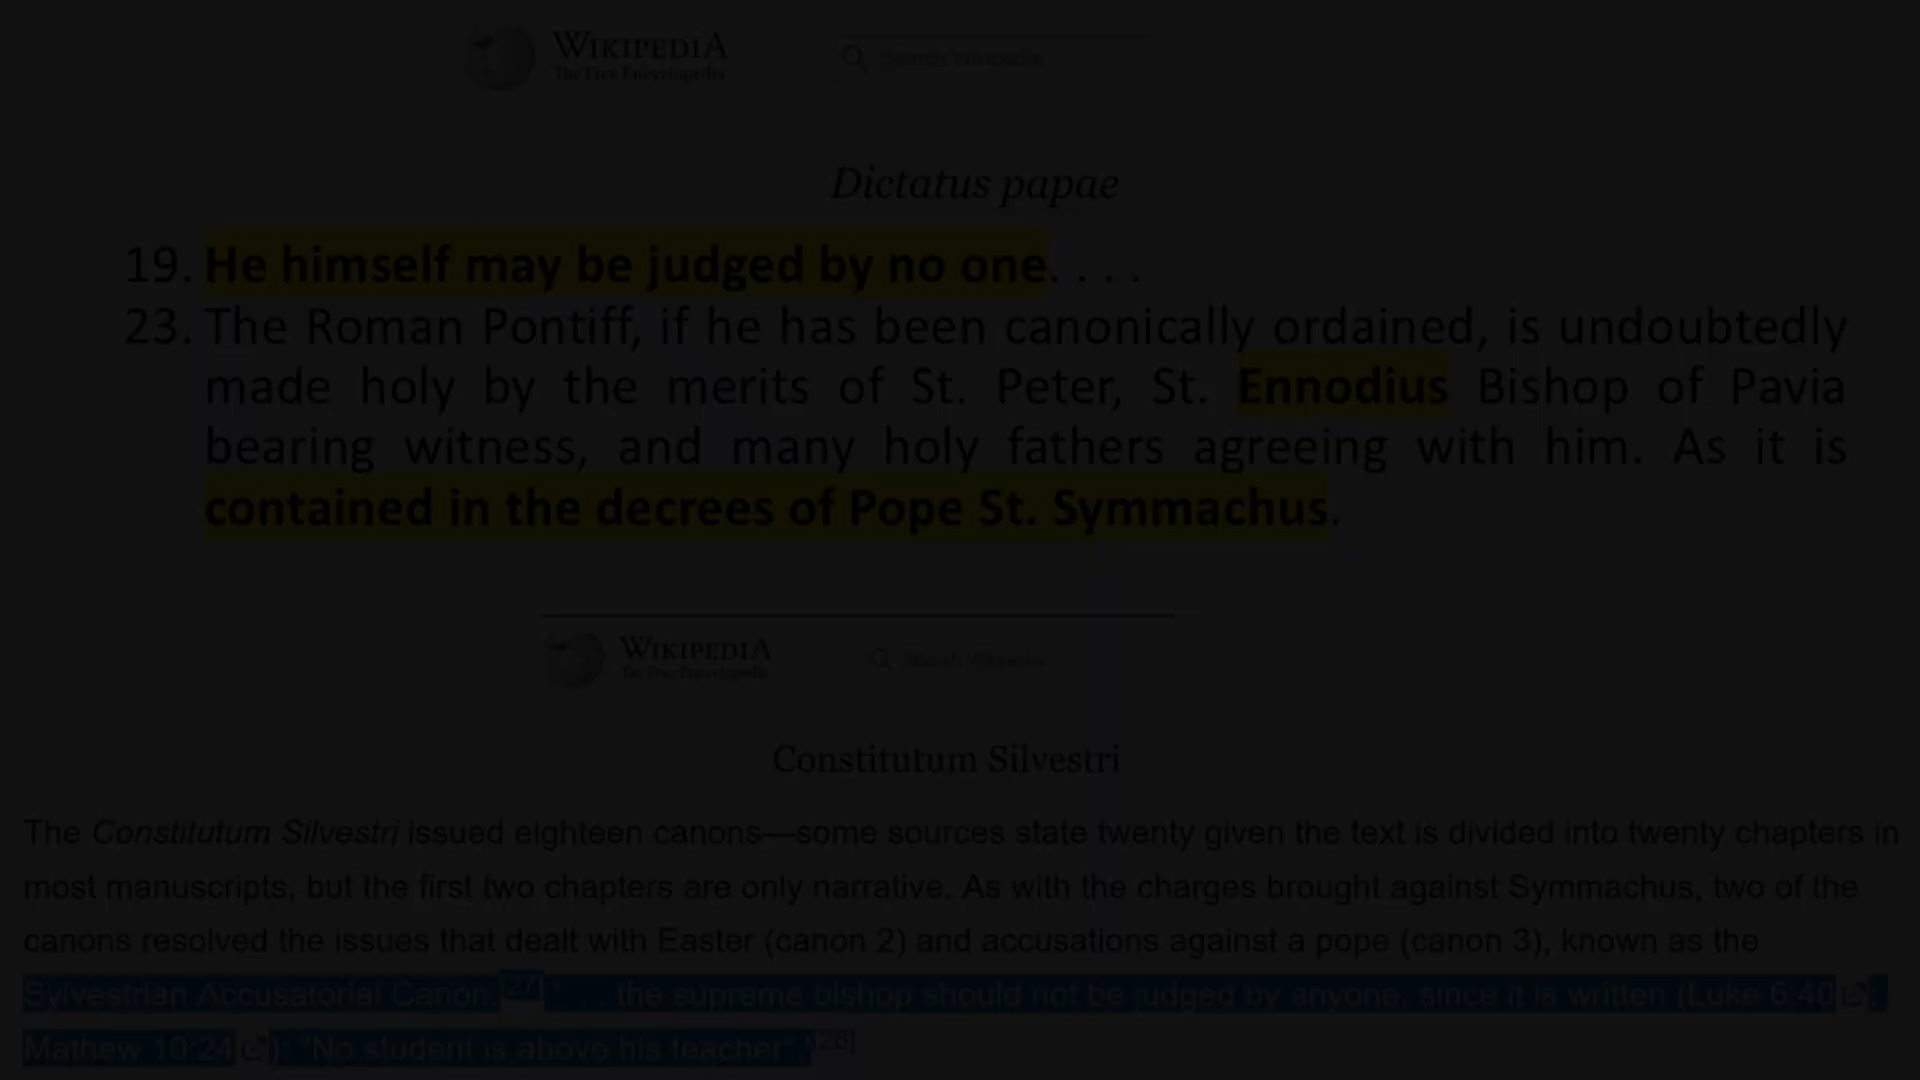 WIKIPEDIA
The Free Encyclopedia
Search Wikipedia
Dictatus papae
19. He himself may be judged by no one. . . .
23. The Roman Pontiff, if he has been canonically ordained, is undoubtedly
made holy by the merits of St. Peter, St. Ennodius Bishop of Pavia
bearing witness, and many holy fathers agreeing with him. As it is
contained in the decrees of Pope St. Symmachus.
WIKIPEDIA
The Free Encyclopedia
Search Wikipedia
Constitutum Silvestri
The Constitutum Silvestri issued eighteen canons—some sources state twenty given the text is divided into twenty chapters in
most manuscripts, but the first two chapters are only narrative. As with the charges brought against Symmachus, two of the
canons resolved the issues that dealt with Easter (canon 2) and accusations against a pope (canon 3), known as the
Sylvestrian Accusatorial Canon:[27] " . . . the supreme bishop should not be judged by anyone, since it is written (Luke 6:40;
Mathew 10:24): "No student is above his teacher"."[28]